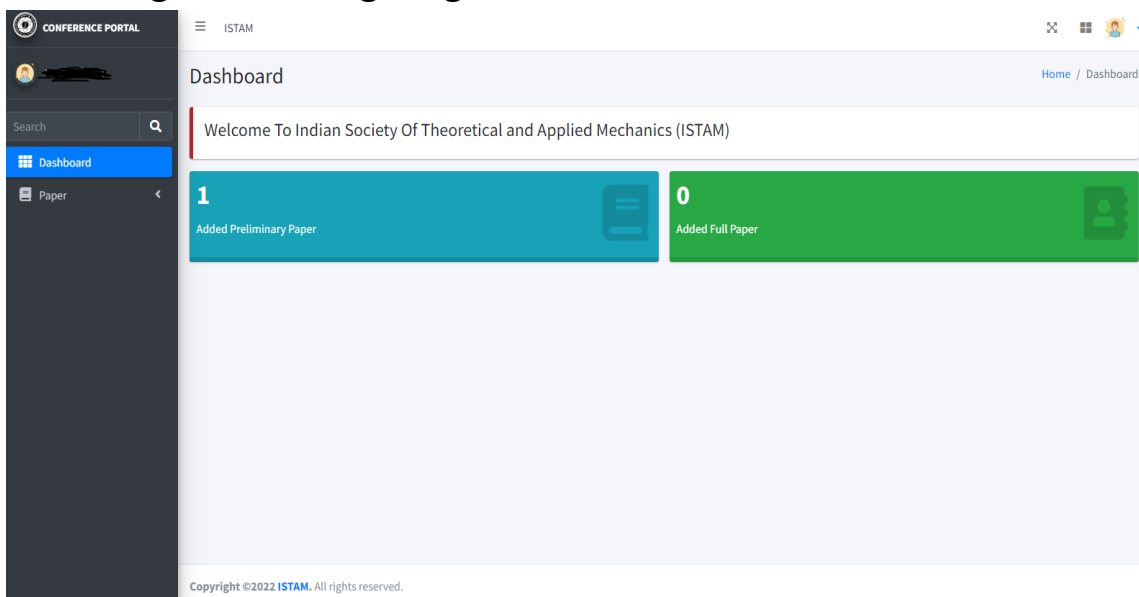 CONFERENCE PORTAL
ISTAM
Dashboard
Home / Dashboard
Search
Welcome To Indian Society Of Theoretical and Applied Mechanics (ISTAM)
Dashboard
Paper
1
Added Preliminary Paper
0
Added Full Paper
Copyright ©2022 ISTAM. All rights reserved.